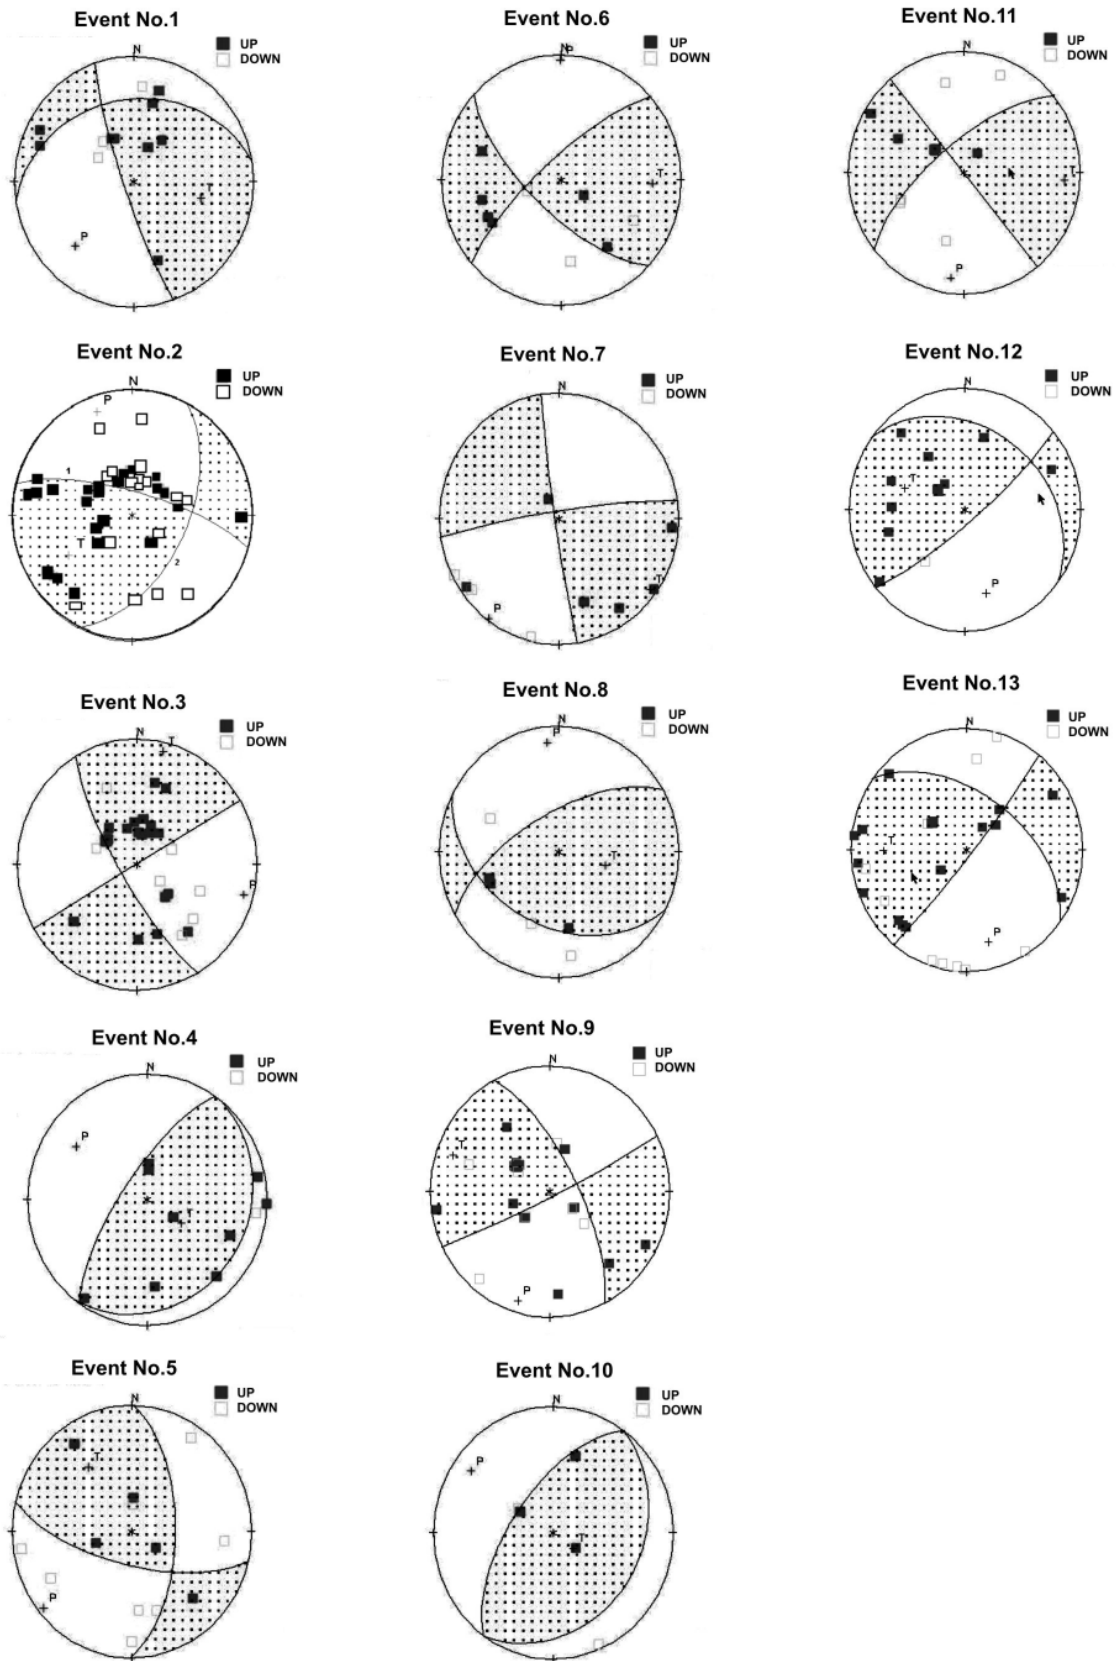 Event No.1
UP
DOWN
N
T
P
Event No.2
UP
DOWN
N
P
1
T
2
Event No.3
UP
DOWN
N
T
P
Event No.4
UP
DOWN
N
P
T
Event No.5
UP
DOWN
N
T
P
Event No.6
UP
DOWN
N
P
T
Event No.7
UP
DOWN
N
T
P
Event No.8
UP
DOWN
N
P
T
Event No.9
UP
DOWN
N
T
P
Event No.10
UP
DOWN
N
P
T
Event No.11
UP
DOWN
N
T
P
Event No.12
UP
DOWN
N
T
P
Event No.13
UP
DOWN
N
T
P